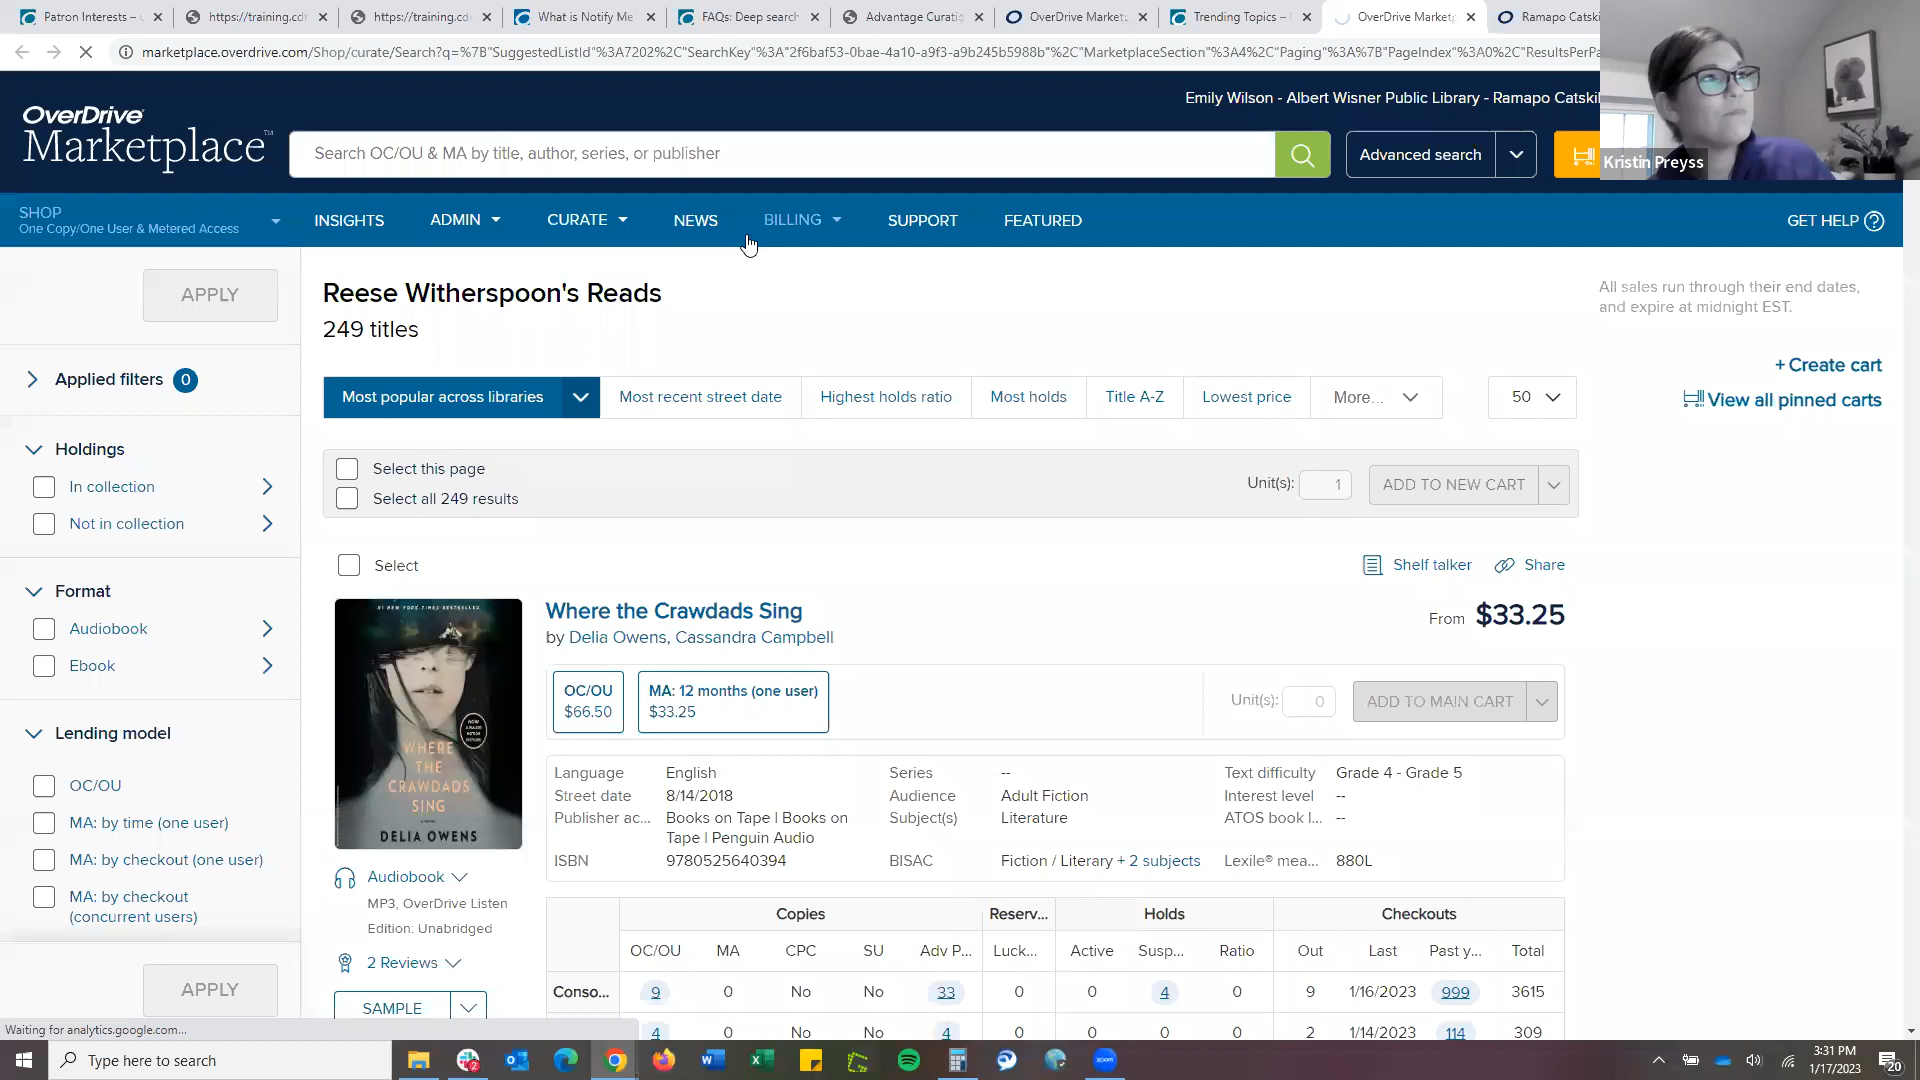 Patron Interests –
https://training.cdn
https://training.cdn
What is Notify Me
FAQs: Deep search
Advantage Curatic
OverDrive Market
Trending Topics –
OverDrive Market
Ramapo Catski
marketplace.overdrive.com/Shop/curate/Search?q=%7B"SuggestedListId"%3A7202%2C"SearchKey"%3A"2f6baf53-0bae-4a10-a9f3-a9b245b5988b"%2C"MarketplaceSection"%3A4%2C"Paging"%3A%7B"PageIndex"%3A0%2C"ResultsPerPa
Emily Wilson - Albert Wisner Public Library - Ramapo Catskil
OverDrive
Marketplace™
Search OC/OU & MA by title, author, series, or publisher
Advanced search
Kristin Preyss
SHOP
One Copy/One User & Metered Access
INSIGHTS
ADMIN
CURATE
NEWS
BILLING
SUPPORT
FEATURED
GET HELP
APPLY
Applied filters 0
Holdings
In collection
Not in collection
Format
Audiobook
Ebook
Lending model
OC/OU
MA: by time (one user)
MA: by checkout (one user)
MA: by checkout
(concurrent users)
APPLY
Reese Witherspoon's Reads
249 titles
Most popular across libraries
Most recent street date
Highest holds ratio
Most holds
Title A-Z
Lowest price
More...
50
Select this page
Select all 249 results
Unit(s): 1
ADD TO NEW CART
All sales run through their end dates,
and expire at midnight EST.
+ Create cart
View all pinned carts
Select
Shelf talker
Share
#1 NEW YORK TIMES BESTSELLER
WHERE
THE
CRAWDADS
SING
DELIA OWENS
Where the Crawdads Sing
by Delia Owens, Cassandra Campbell
From $33.25
OC/OU
$66.50
MA: 12 months (one user)
$33.25
Unit(s): 0
ADD TO MAIN CART
Language English
Street date 8/14/2018
Publisher ac... Books on Tape | Books on
Tape | Penguin Audio
ISBN 9780525640394
Series --
Audience Adult Fiction
Subject(s) Literature
BISAC Fiction / Literary + 2 subjects
Text difficulty Grade 4 - Grade 5
Interest level --
ATOS book l... --
Lexile® mea... 880L
Audiobook
MP3, OverDrive Listen
Edition: Unabridged
2 Reviews
SAMPLE
Copies Reserv... Holds Checkouts
OC/OU MA CPC SU Adv P... Luck... Active Susp... Ratio Out Last Past y... Total
Conso... 9 0 No No 33 0 0 4 0 9 1/16/2023 999 3615
4 0 No No 4 0 0 0 0 2 1/14/2023 114 309
Waiting for analytics.google.com...
Type here to search
2
zoom
3:31 PM
1/17/2023
20